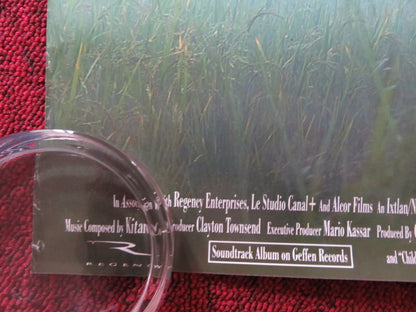 In Association With Regency Enterprises, Le Studio Canal+ And Alcor Films An Ixtlan/N
Music Composed by Kitaro Producer Clayton Townsend Executive Producer Mario Kassar Produced By
R
REGENCY
Soundtrack Album on Geffen Records
and "Child